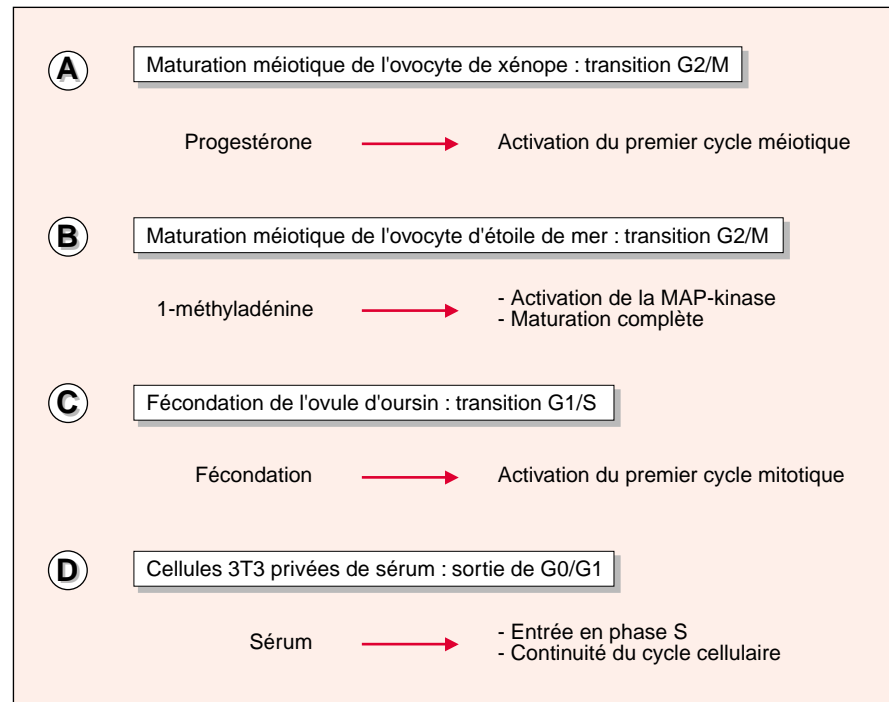 A
Maturation méiotique de l'ovocyte de xénope : transition G2/M
Progestérone
Activation du premier cycle méiotique
B
Maturation méiotique de l'ovocyte d'étoile de mer : transition G2/M
1-méthyladénine
- Activation de la MAP-kinase
- Maturation complète
C
Fécondation de l'ovule d'oursin : transition G1/S
Fécondation
Activation du premier cycle mitotique
D
Cellules 3T3 privées de sérum : sortie de G0/G1
Sérum
- Entrée en phase S
- Continuité du cycle cellulaire